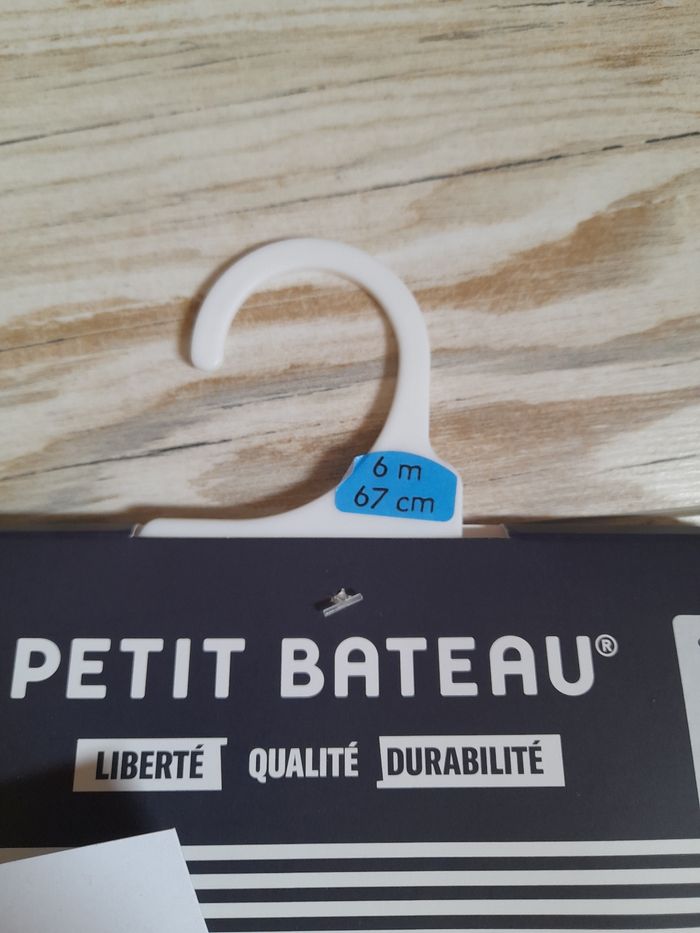 6 m
67 cm
PETIT BATEAU®
LIBERTÉ QUALITÉ DURABILITÉ